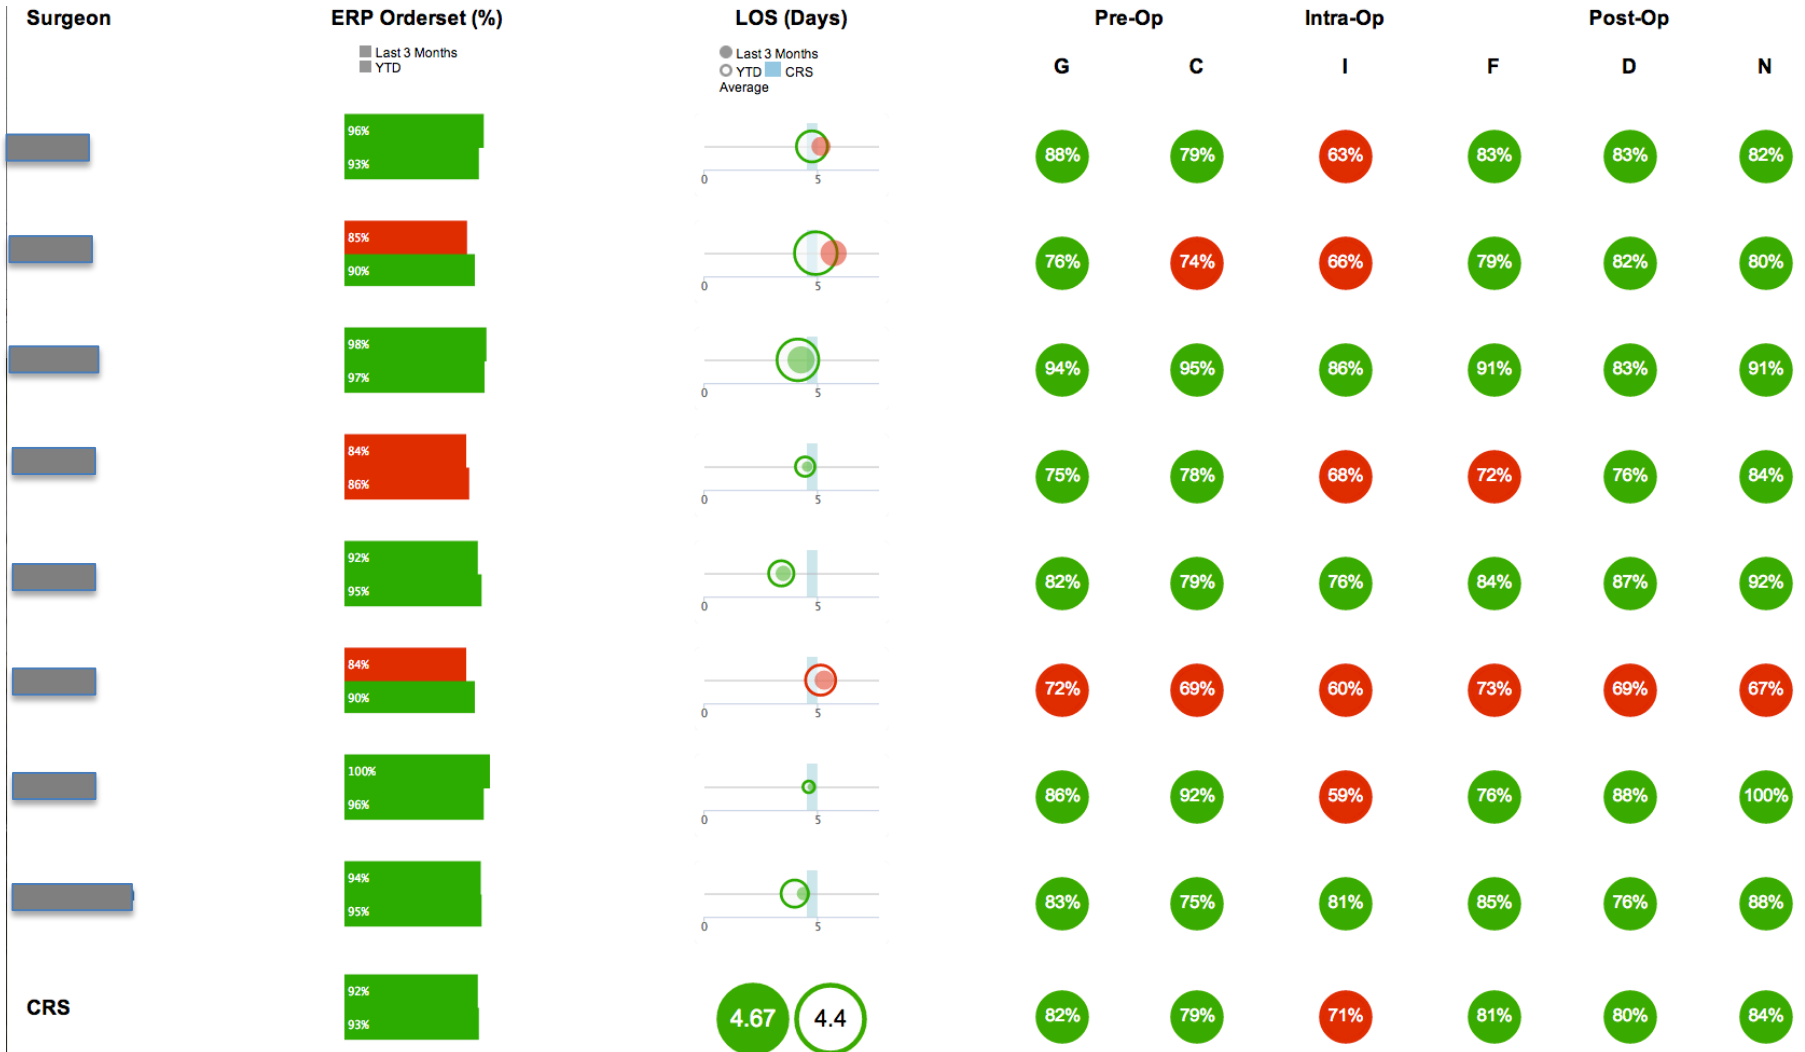 Surgeon ERP Orderset (%) LOS (Days) Pre-Op Intra-Op Post-Op
Last 3 Months
YTD
Last 3 Months
YTD CRS
Average
G C I F D N
96%
93%
0 5
88% 79% 63% 83% 83% 82%
85%
90%
0 5
76% 74% 66% 79% 82% 80%
98%
97%
0 5
94% 95% 86% 91% 83% 91%
84%
86%
0 5
75% 78% 68% 72% 76% 84%
92%
95%
0 5
82% 79% 76% 84% 87% 92%
84%
90%
0 5
72% 69% 60% 73% 69% 67%
100%
96%
0 5
86% 92% 59% 76% 88% 100%
94%
95%
0 5
83% 75% 81% 85% 76% 88%
CRS
92%
93%
4.67 4.4
82% 79% 71% 81% 80% 84%